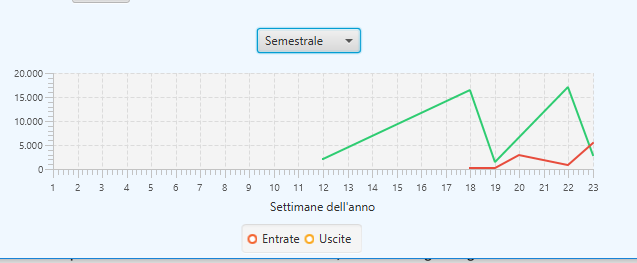 Semestrale
20.000
15.000
10.000
5.000
0
1 2 3 4 5 6 7 8 9 10 11 12 13 14 15 16 17 18 19 20 21 22 23
Settimane dell'anno
Entrate Uscite